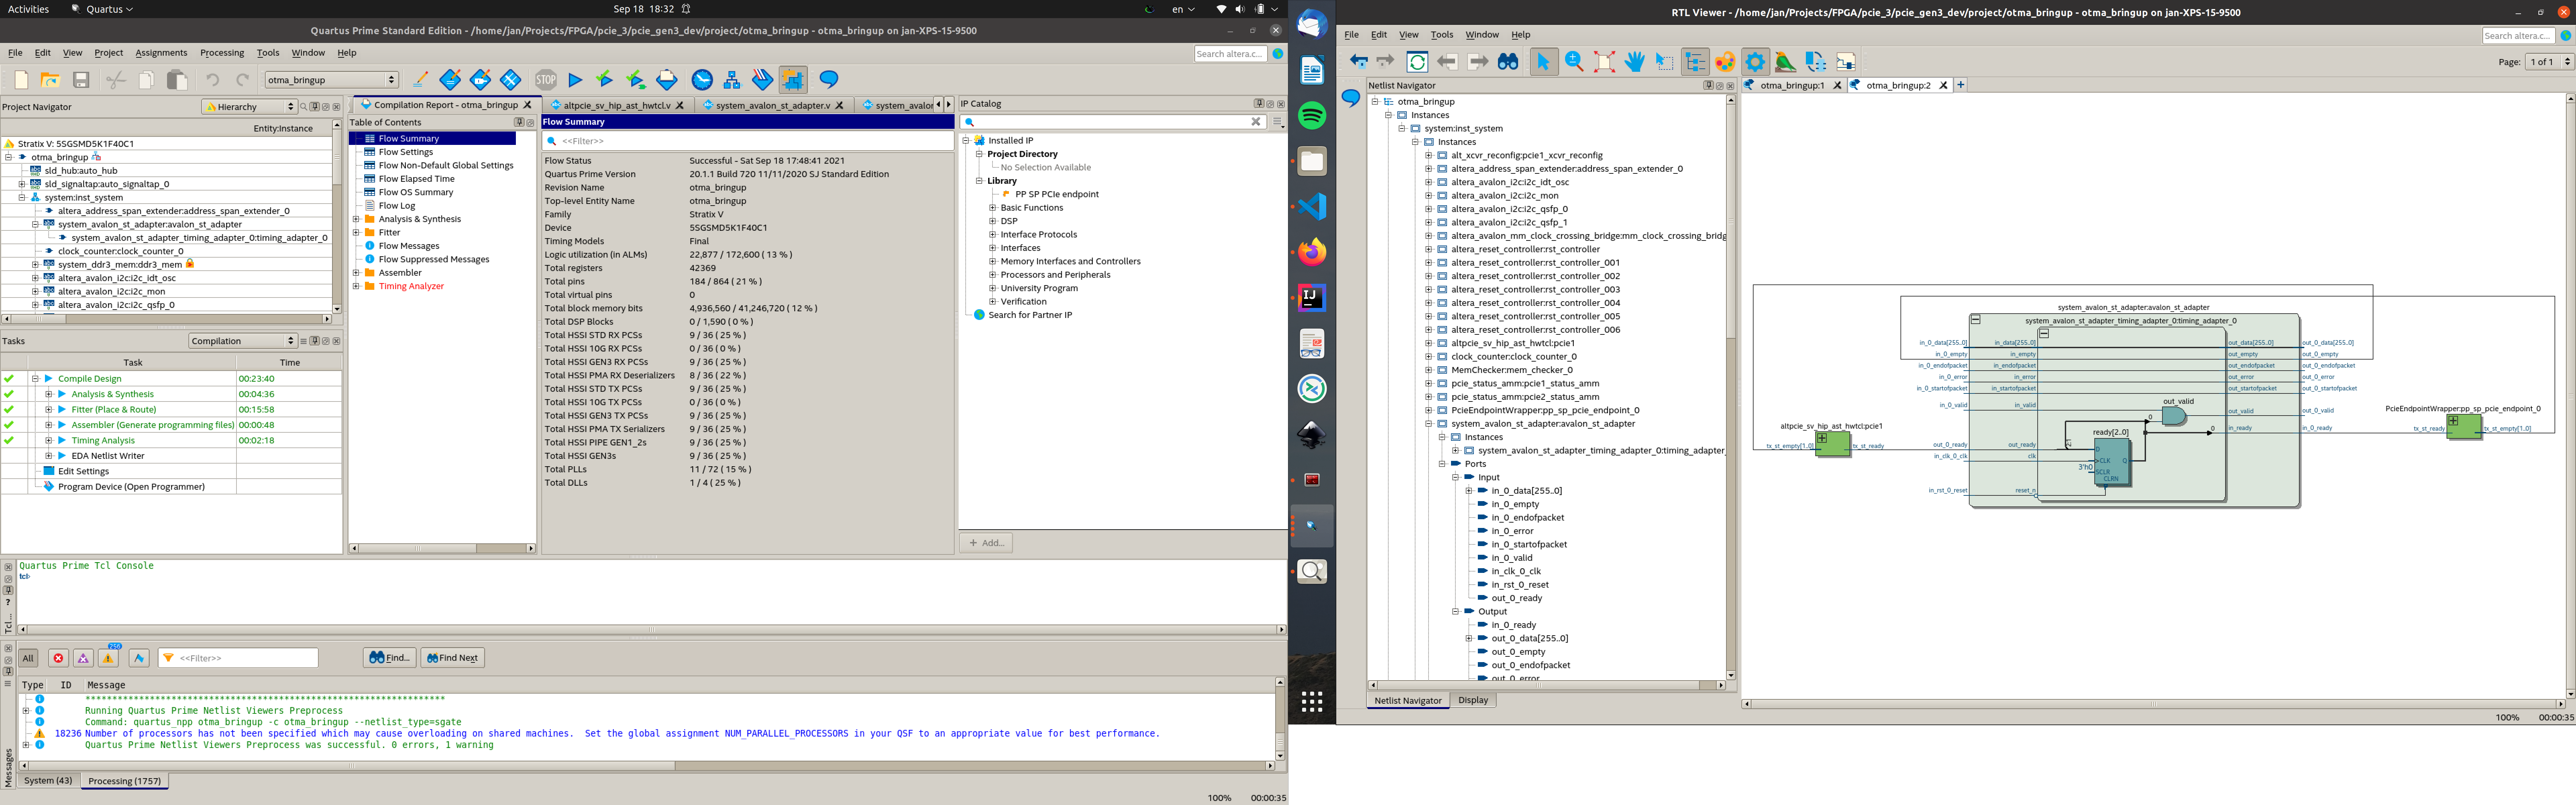 Activities
Quartus
Sep 18 18:32
en
Quartus Prime Standard Edition - /home/jan/Projects/FPGA/pcie_3/pcie_gen3_dev/project/otma_bringup - otma_bringup on jan-XPS-15-9500
File Edit View Project Assignments Processing Tools Window Help
Search altera.c...
otma_bringup
STOP
Project Navigator
Hierarchy
Entity:Instance
Stratix V: 5SGSMD5K1F40C1
otma_bringup
sld_hub:auto_hub
sld_signaltap:auto_signaltap_0
system:inst_system
altera_address_span_extender:address_span_extender_0
system_avalon_st_adapter:avalon_st_adapter
system_avalon_st_adapter_timing_adapter_0:timing_adapter_0
clock_counter:clock_counter_0
system_ddr3_mem:ddr3_mem
altera_avalon_i2c:i2c_idt_osc
altera_avalon_i2c:i2c_mon
altera_avalon_i2c:i2c_qsfp_0
Tasks
Compilation
Task Time
Compile Design 00:23:40
Analysis & Synthesis 00:04:36
Fitter (Place & Route) 00:15:58
Assembler (Generate programming files) 00:00:48
Timing Analysis 00:02:18
EDA Netlist Writer
Edit Settings
Program Device (Open Programmer)
Compilation Report - otma_bringup
altpcie_sv_hip_ast_hwtcl.v
system_avalon_st_adapter.v
system_avalor
Table of Contents
Flow Summary
Flow Settings
Flow Non-Default Global Settings
Flow Elapsed Time
Flow OS Summary
Flow Log
Analysis & Synthesis
Fitter
Flow Messages
Flow Suppressed Messages
Assembler
Timing Analyzer
Flow Summary
<<Filter>>
Flow Status Successful - Sat Sep 18 17:48:41 2021
Quartus Prime Version 20.1.1 Build 720 11/11/2020 SJ Standard Edition
Revision Name otma_bringup
Top-level Entity Name otma_bringup
Family Stratix V
Device 5SGSMD5K1F40C1
Timing Models Final
Logic utilization (in ALMs) 22,877 / 172,600 ( 13 % )
Total registers 42369
Total pins 184 / 864 ( 21 % )
Total virtual pins 0
Total block memory bits 4,936,560 / 41,246,720 ( 12 % )
Total DSP Blocks 0 / 1,590 ( 0 % )
Total HSSI STD RX PCSs 9 / 36 ( 25 % )
Total HSSI 10G RX PCSs 0 / 36 ( 0 % )
Total HSSI GEN3 RX PCSs 9 / 36 ( 25 % )
Total HSSI PMA RX Deserializers 8 / 36 ( 22 % )
Total HSSI STD TX PCSs 9 / 36 ( 25 % )
Total HSSI 10G TX PCSs 0 / 36 ( 0 % )
Total HSSI GEN3 TX PCSs 9 / 36 ( 25 % )
Total HSSI PMA TX Serializers 9 / 36 ( 25 % )
Total HSSI PIPE GEN1_2s 9 / 36 ( 25 % )
Total HSSI GEN3s 9 / 36 ( 25 % )
Total PLLs 11 / 72 ( 15 % )
Total DLLs 1 / 4 ( 25 % )
IP Catalog
Installed IP
Project Directory
No Selection Available
Library
PP SP PCIe endpoint
Basic Functions
DSP
Interface Protocols
Interfaces
Memory Interfaces and Controllers
Processors and Peripherals
University Program
Verification
Search for Partner IP
+ Add...
Quartus Prime Tcl Console
tcl>
Tcl ...
All
<<Filter>>
Find...
Find Next
Type ID Message
**********************************************************************
Running Quartus Prime Netlist Viewers Preprocess
Command: quartus_npp otma_bringup -c otma_bringup --netlist_type=sgate
18236 Number of processors has not been specified which may cause overloading on shared machines. Set the global assignment NUM_PARALLEL_PROCESSORS in your QSF to an appropriate value for best performance.
Quartus Prime Netlist Viewers Preprocess was successful. 0 errors, 1 warning
Messages
System (43)
Processing (1757)
100% 00:00:35
RTL Viewer - /home/jan/Projects/FPGA/pcie_3/pcie_gen3_dev/project/otma_bringup - otma_bringup on jan-XPS-15-9500
File Edit View Tools Window Help
Search altera.c...
Page: 1 of 1
Netlist Navigator
otma_bringup:1
otma_bringup:2
otma_bringup
Instances
system:inst_system
Instances
alt_xcvr_reconfig:pcie1_xcvr_reconfig
altera_address_span_extender:address_span_extender_0
altera_avalon_i2c:i2c_idt_osc
altera_avalon_i2c:i2c_mon
altera_avalon_i2c:i2c_qsfp_0
altera_avalon_i2c:i2c_qsfp_1
altera_avalon_mm_clock_crossing_bridge:mm_clock_crossing_bridg
altera_reset_controller:rst_controller
altera_reset_controller:rst_controller_001
altera_reset_controller:rst_controller_002
altera_reset_controller:rst_controller_003
altera_reset_controller:rst_controller_004
altera_reset_controller:rst_controller_005
altera_reset_controller:rst_controller_006
altpcie_sv_hip_ast_hwtcl:pcie1
clock_counter:clock_counter_0
MemChecker:mem_checker_0
pcie_status_amm:pcie1_status_amm
pcie_status_amm:pcie2_status_amm
PcieEndpointWrapper:pp_sp_pcie_endpoint_0
system_avalon_st_adapter:avalon_st_adapter
Instances
system_avalon_st_adapter_timing_adapter_0:timing_adapter_
Ports
Input
in_0_data[255..0]
in_0_empty
in_0_endofpacket
in_0_error
in_0_startofpacket
in_0_valid
in_clk_0_clk
in_rst_0_reset
out_0_ready
Output
in_0_ready
out_0_data[255..0]
out_0_empty
out_0_endofpacket
out_0_error
Netlist Navigator
Display
system_avalon_st_adapter:avalon_st_adapter
system_avalon_st_adapter_timing_adapter_0:timing_adapter_0
in_0_data[255..0] in_data[255..0] out_data[255..0] out_0_data[255..0]
in_0_empty in_empty out_empty out_0_empty
in_0_endofpacket in_endofpacket out_endofpacket out_0_endofpacket
in_0_error in_error out_error out_0_error
in_0_startofpacket in_startofpacket out_startofpacket out_0_startofpacket
out_valid
in_0_valid in_valid out_valid out_0_valid
0
PcieEndpointWrapper:pp_sp_pcie_endpoint_0
altpcie_sv_hip_ast_hwtcl:pcie1
ready[2..0]
0
in_ready in_0_ready
tx_st_ready tx_st_empty[1..0]
tx_st_empty[1..0] tx_st_ready
out_0_ready out_ready
D
in_clk_0_clk clk
CLK Q
3'h0 SCLR
CLRN
in_rst_0_reset reset_n
100% 00:00:35